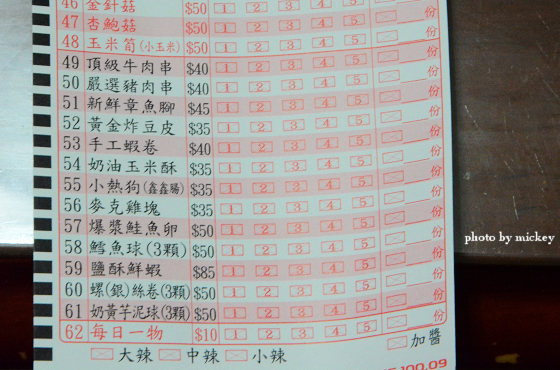 46 金針菇 $50 1 2 3 4 5 份
47 杏鮑菇 $50 1 2 3 4 5 份
48 玉米筍(小玉米) $50 1 2 3 4 5 份
49 頂級牛肉串 $40 1 2 3 4 5 份
50 嚴選豬肉串 $40 1 2 3 4 5 份
51 新鮮章魚腳 $45 1 2 3 4 5 份
52 黃金炸豆皮 $35 1 2 3 4 5 份
53 手工蝦卷 $40 1 2 3 4 5 份
54 奶油玉米酥 $35 1 2 3 4 5 份
55 小熱狗(鑫鑫腸) $35 1 2 3 4 5 份
56 麥克雞塊 $35 1 2 3 4 5 份
57 爆漿鮭魚卵 $50 1 2 3 4 5 份
58 鱈魚球(3顆) $50 1 2 3 4 5 份
59 鹽酥鮮蝦 $85 1 2 3 4 5 份
60 螺(銀)絲卷(3顆) $50 1 2 3 4 5 份
61 奶黃芋泥球(3顆) $50 1 2 3 4 5 份
62 每日一物 $10 1 2 3 4 5 份
大辣 中辣 小辣 加醬
100.09
photo by mickey